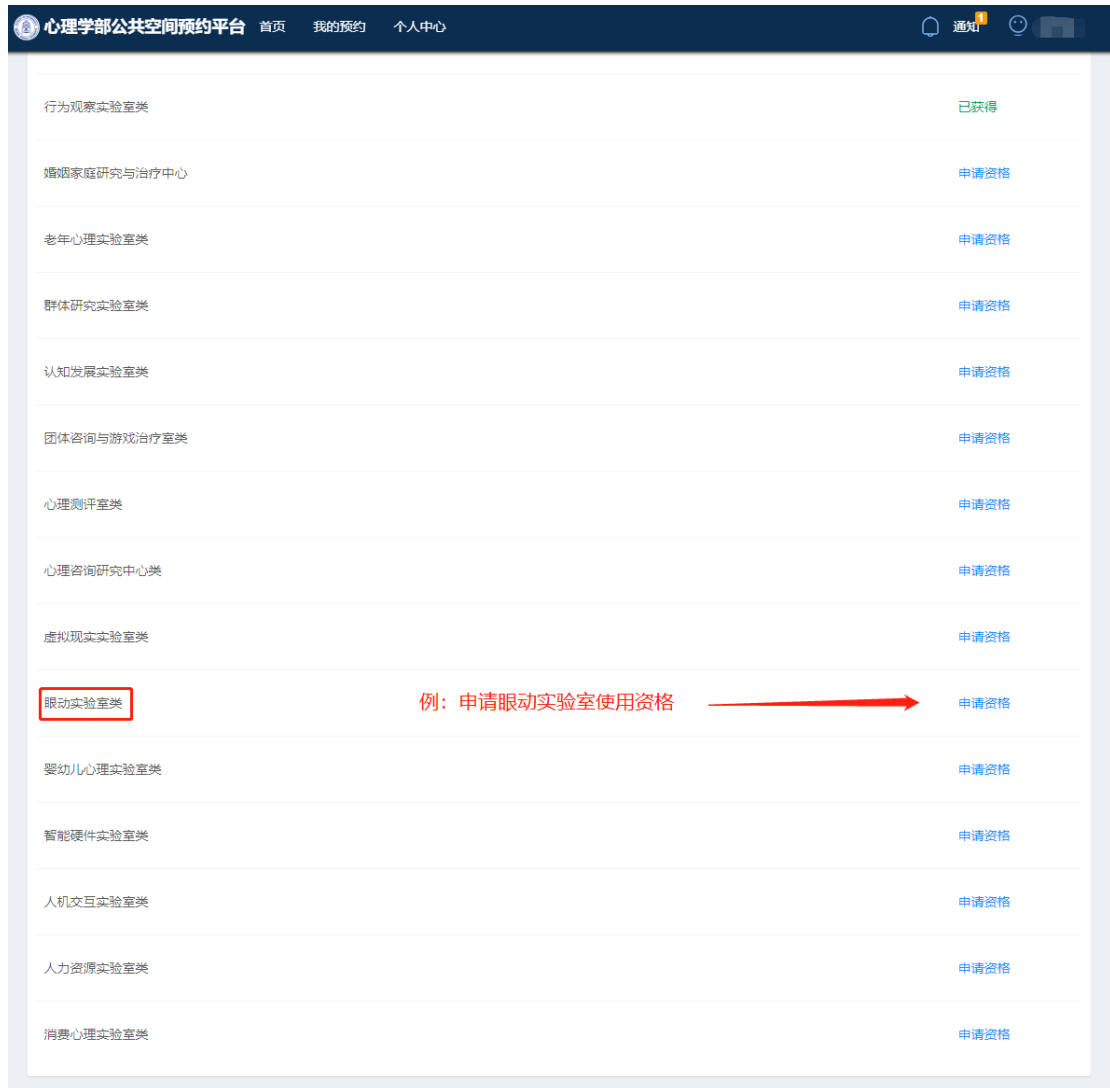 心理学部公共空间预约平台 首页 我的预约 个人中心 通知 1
行为观察实验室类 已获得
婚姻家庭研究与治疗中心 申请资格
老年心理实验室类 申请资格
群体研究实验室类 申请资格
认知发展实验室类 申请资格
团体咨询与游戏治疗室类 申请资格
心理测评室类 申请资格
心理咨询研究中心类 申请资格
虚拟现实实验室类 申请资格
眼动实验室类 例：申请眼动实验室使用资格 申请资格
婴幼儿心理实验室类 申请资格
智能硬件实验室类 申请资格
人机交互实验室类 申请资格
人力资源实验室类 申请资格
消费心理实验室类 申请资格